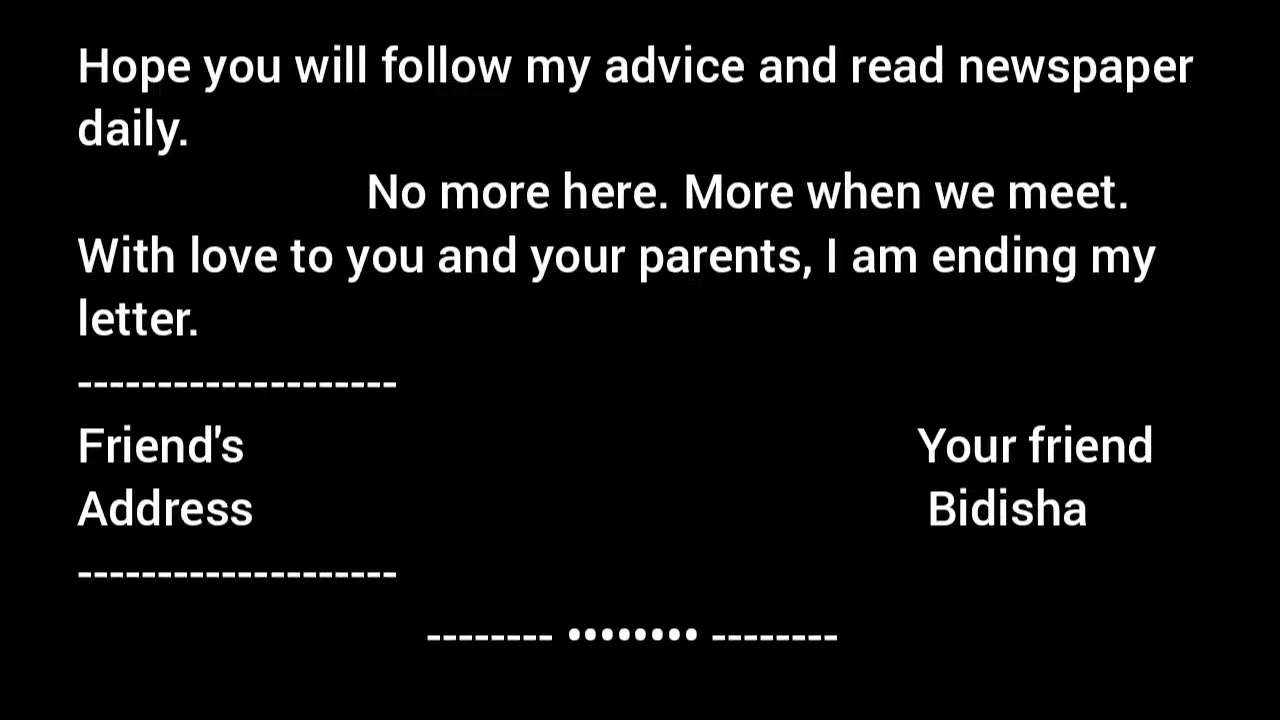 Hope you will follow my advice and read newspaper
daily.
No more here. More when we meet.
With love to you and your parents, I am ending my
letter.
--------------------
Friend's Your friend
Address Bidisha
--------------------
-------- •••••••• --------